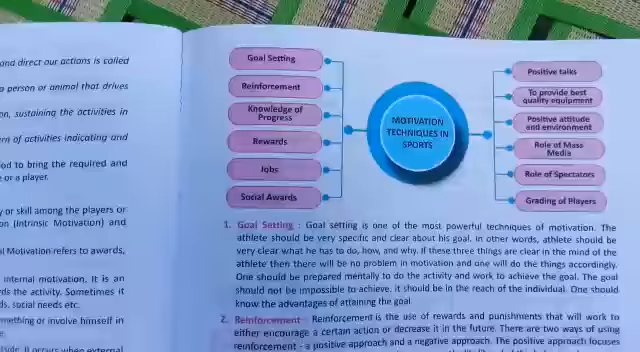 and direct our actions is called
person or animal that drives
on, sustaining the activities in
of activities indicating and
to bring the required and
or a player.
or skill among the players or
(Intrinsic Motivation) and
Motivation refers to awards,
internal motivation. It is an
the activity. Sometimes it
social needs etc.
or involve himself in
It occurs when external
Goal Setting
Reinforcement
Knowledge of
Progress
Rewards
Jobs
Social Awards
MOTIVATION
TECHNIQUES IN
SPORTS
Positive talks
To provide best
quality equipment
Positive attitude
and environment
Role of Mass
Media
Role of Spectators
Grading of Players
1. Goal Setting : Goal setting is one of the most powerful techniques of motivation. The
athlete should be very specific and clear about his goal. In other words, athlete should be
very clear what he has to do, how, and why. If these three things are clear in the mind of the
athlete then there will be no problem in motivation and one will do the things accordingly.
One should be prepared mentally to do the activity and work to achieve the goal. The goal
should not be impossible to achieve, it should be in the reach of the individual. One should
know the advantages of attaining the goal.
2. Reinforcement : Reinforcement is the use of rewards and punishments that will work to
either encourage a certain action or decrease it in the future. There are two ways of using
reinforcement - a positive approach and a negative approach. The positive approach focuses